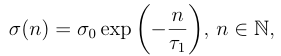 σ(n) = σ₀ exp(−n/τ₁), n ∈ ℕ,